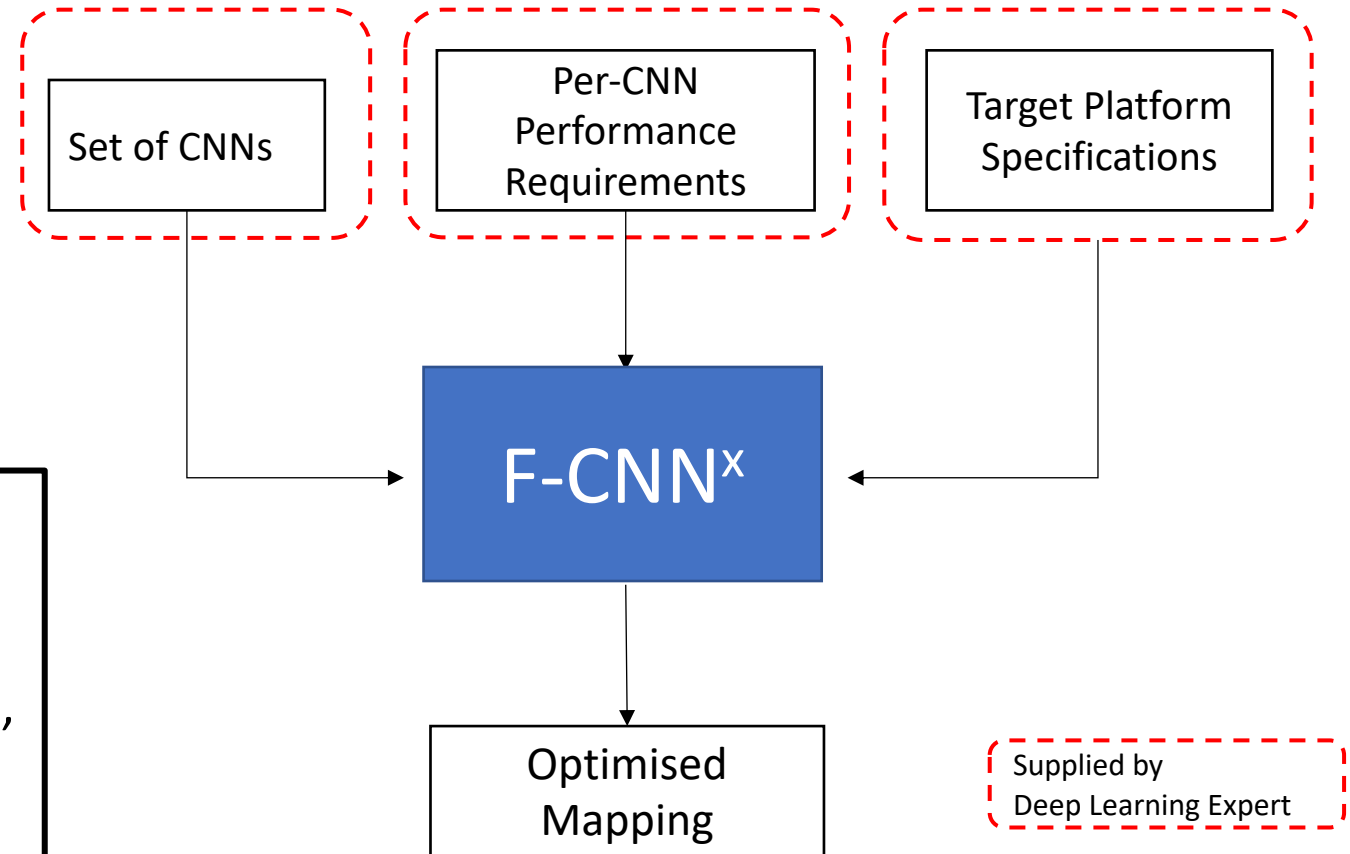 Set of CNNs
Per-CNN
Performance
Requirements
Target Platform
Specifications
F-CNNˣ
,
Optimised
Mapping
Supplied by
Deep Learning Expert